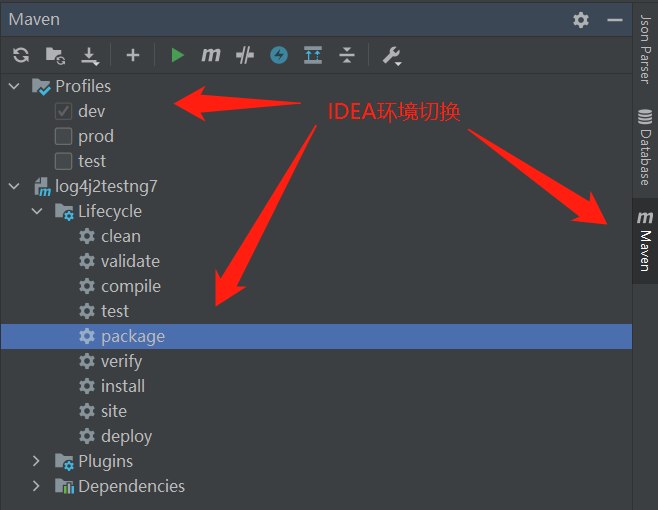 Maven
Profiles
dev
prod
test
log4j2testng7
Lifecycle
clean
validate
compile
test
package
verify
install
site
deploy
Plugins
Dependencies
IDEA环境切换
Json Parser
Database
Maven